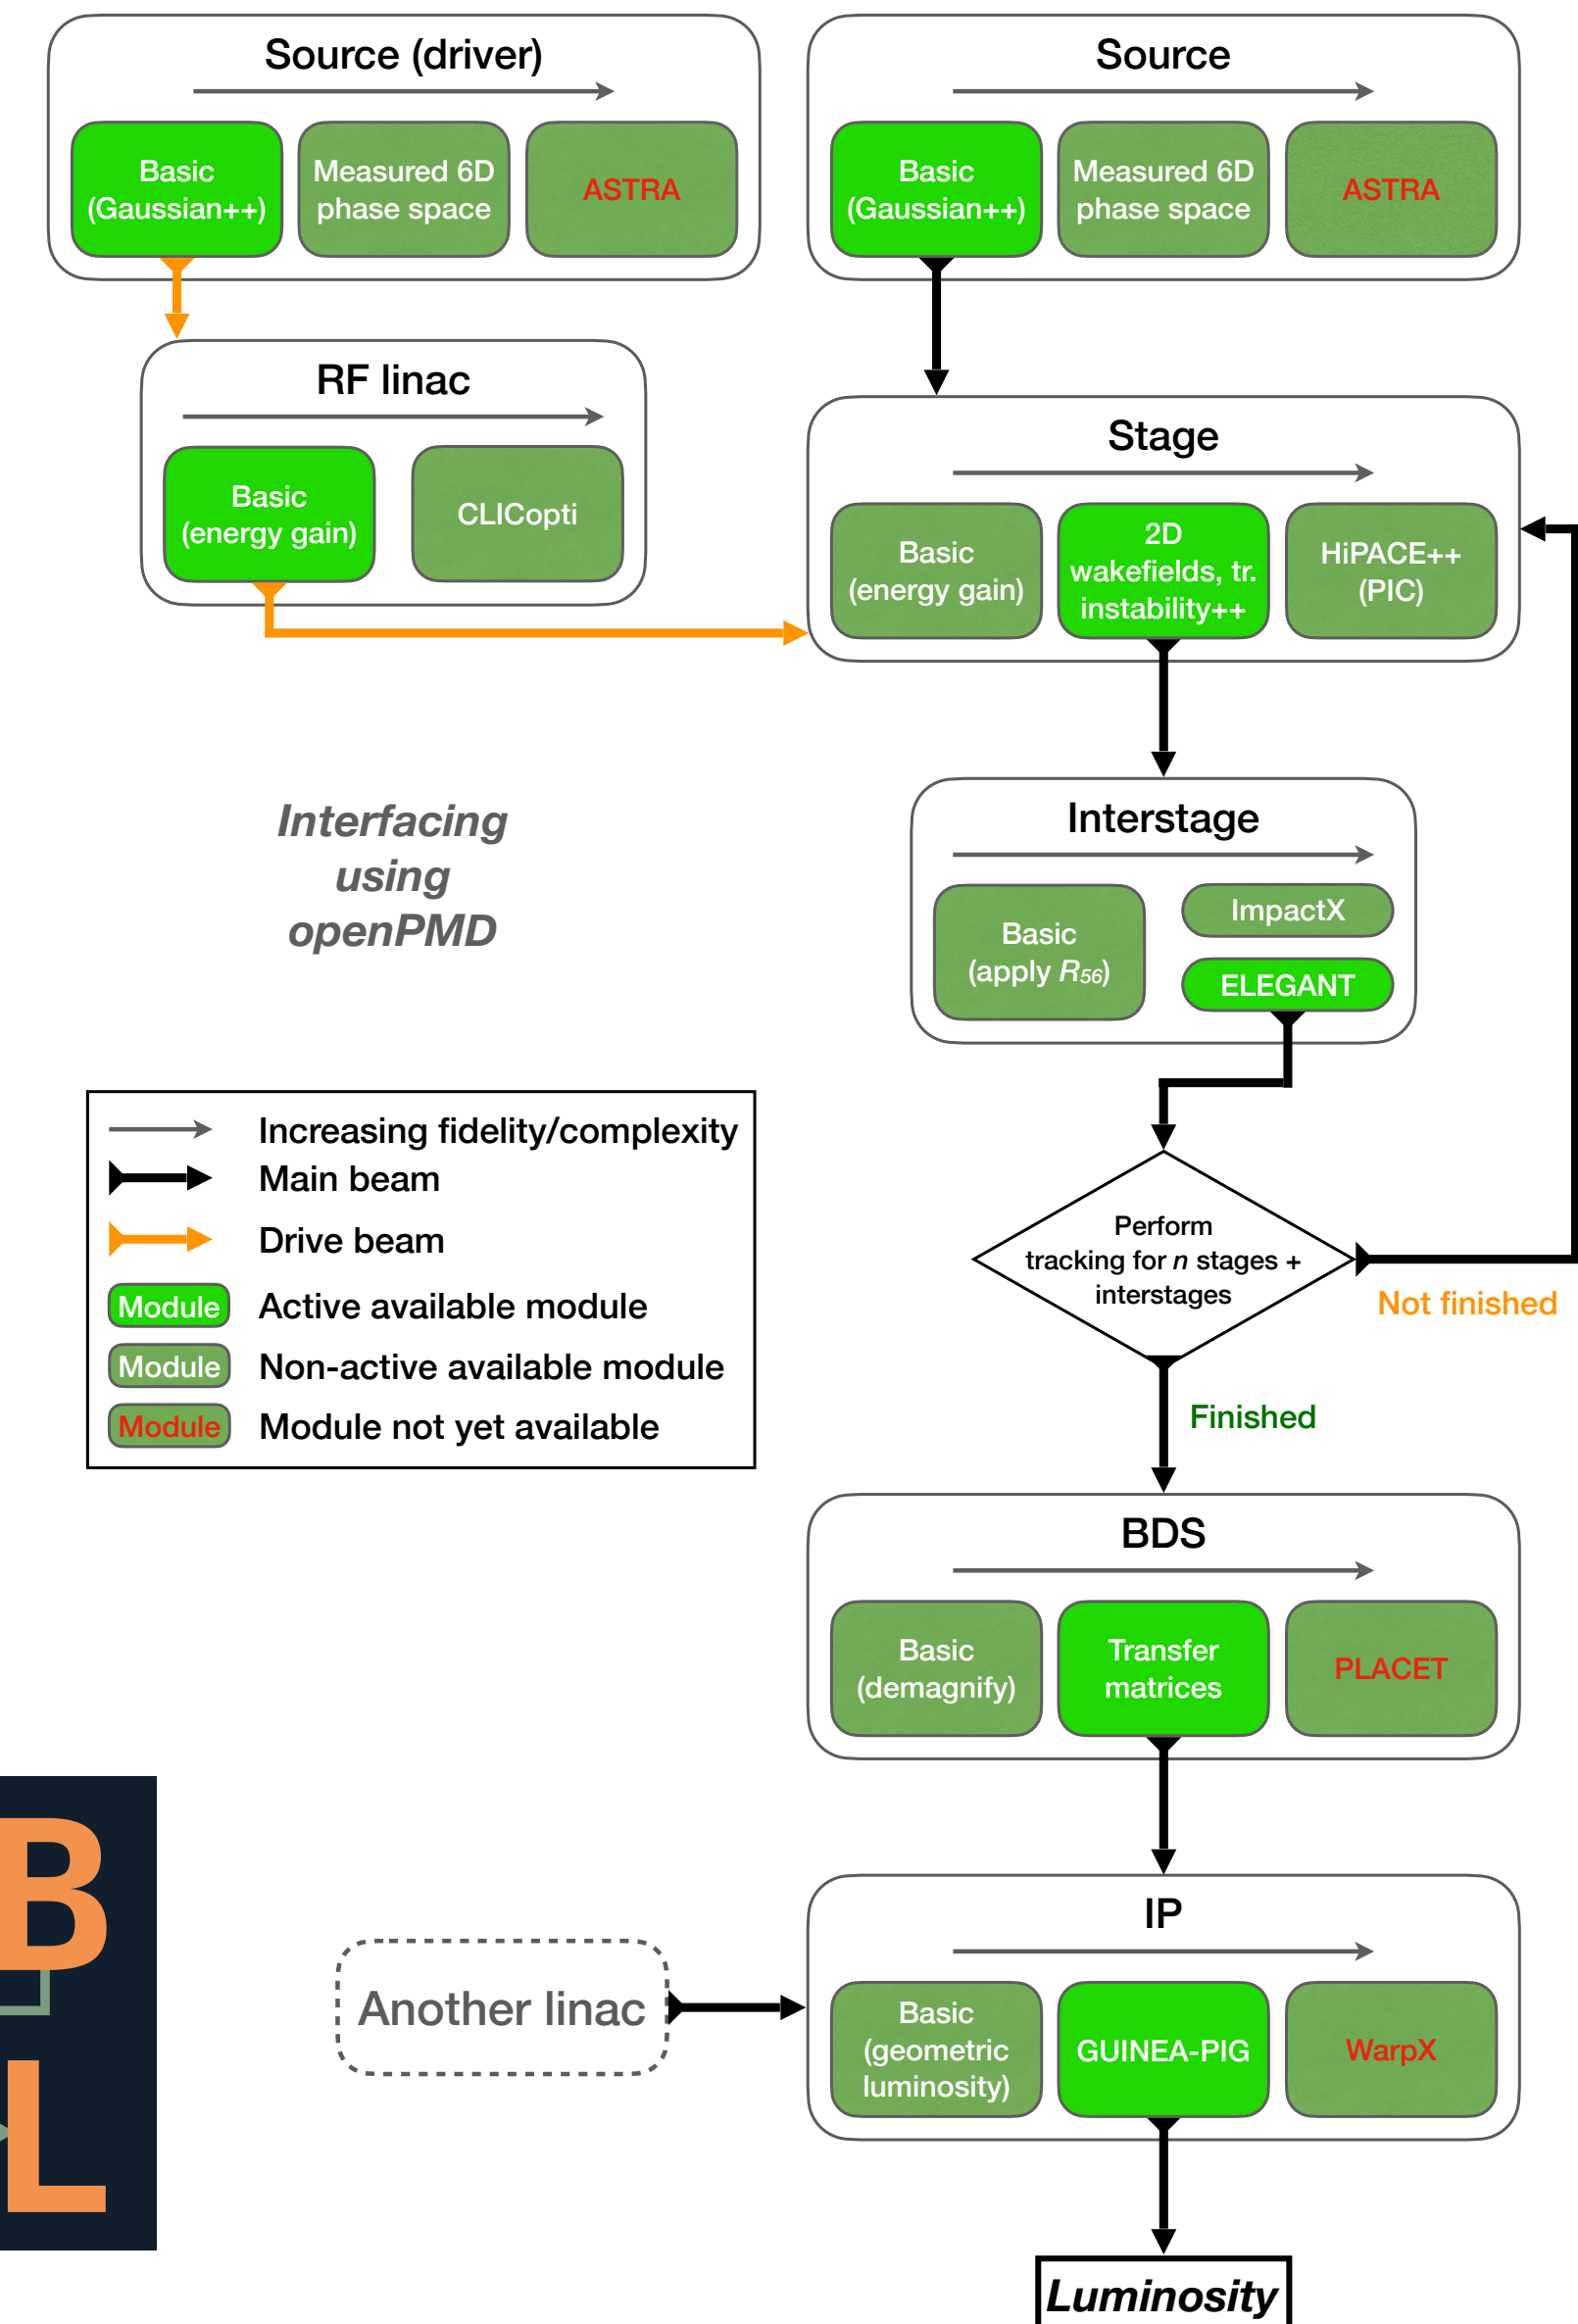 Source (driver)
Basic
(Gaussian++)
Measured 6D
phase space
ASTRA
Source
Basic
(Gaussian++)
Measured 6D
phase space
ASTRA
RF linac
Basic
(energy gain)
CLICopti
Stage
Basic
(energy gain)
2D
wakefields, tr.
instability++
HiPACE++
(PIC)
Interfacing
using
openPMD
Interstage
Basic
(apply R56)
ImpactX
ELEGANT
Increasing fidelity/complexity
Main beam
Drive beam
Module Active available module
Module Non-active available module
Module Module not yet available
Perform
tracking for n stages +
interstages
Not finished
Finished
BDS
Basic
(demagnify)
Transfer
matrices
PLACET
B
L
Another linac
IP
Basic
(geometric
luminosity)
GUINEA-PIG
WarpX
Luminosity